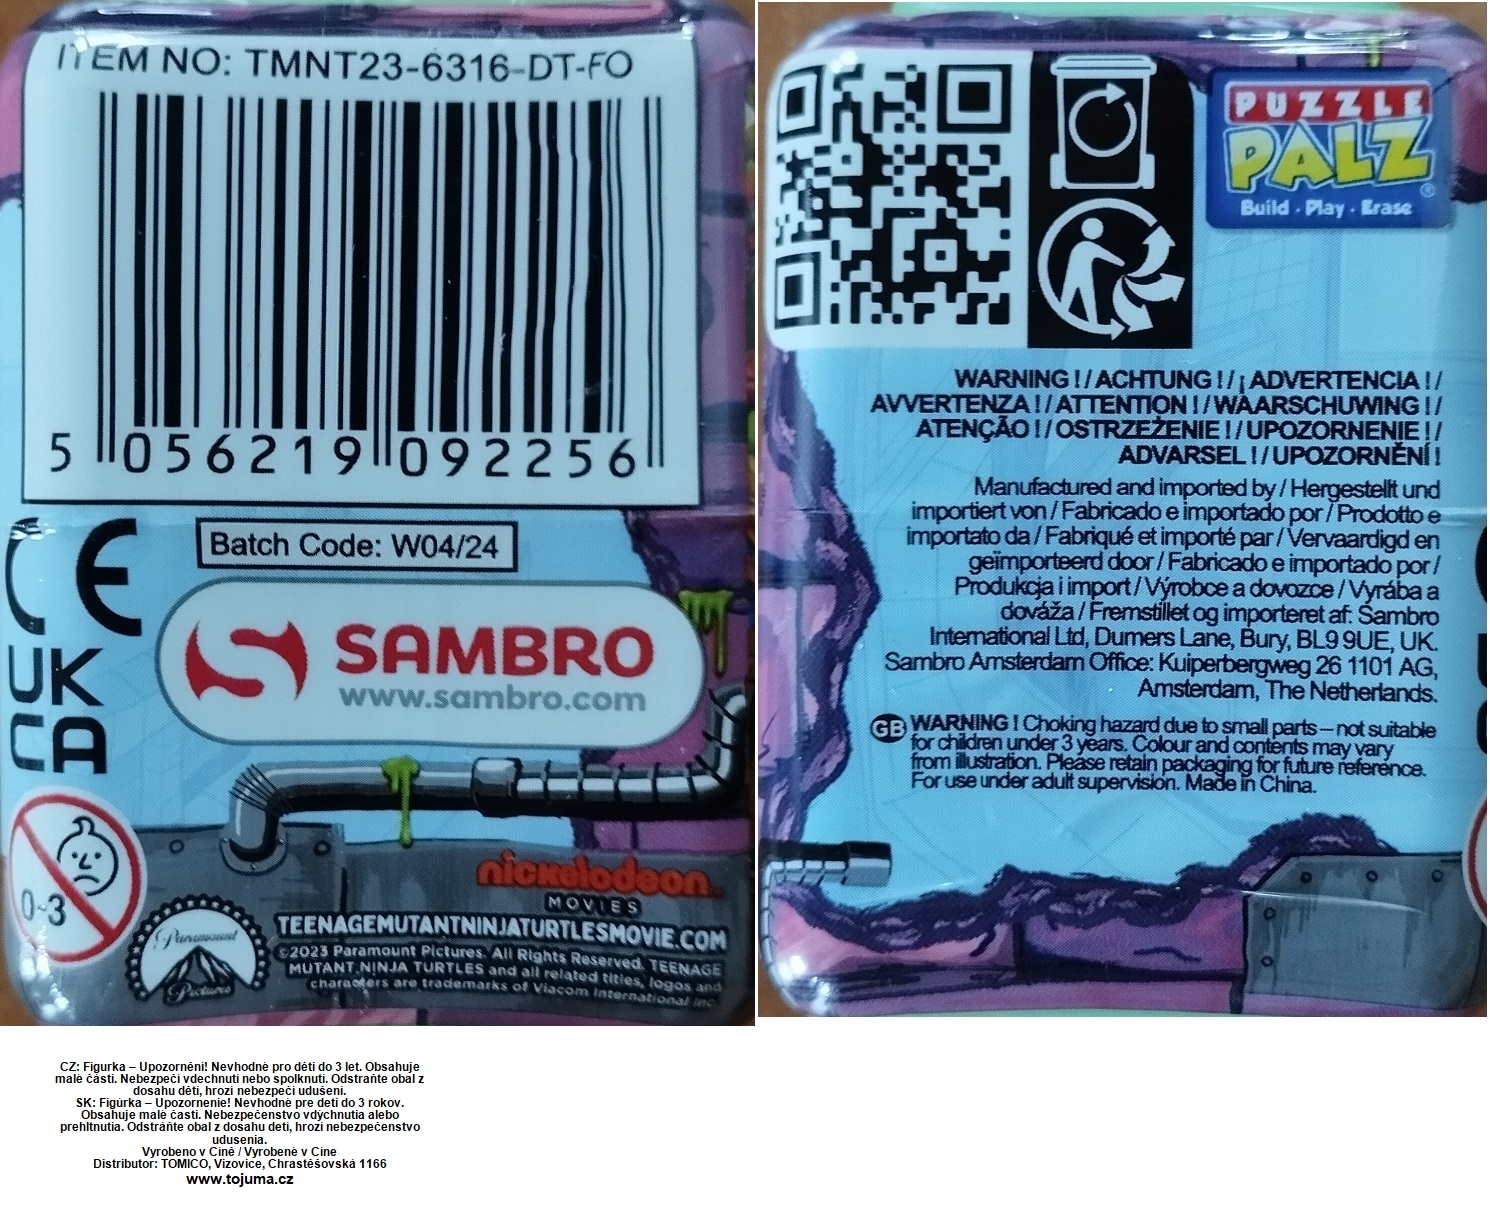 ITEM NO: TMNT23-6316-DT-FO
5 056219 092256
CE
Batch Code: W04/24
UK
CA
SAMBRO
www.sambro.com
0-3
nickelodeon
MOVIES
Paramount
Pictures
TEENAGEMUTANTNINJATURTLESMOVIE.COM
©2023 Paramount Pictures. All Rights Reserved. TEENAGE
MUTANT NINJA TURTLES and all related titles, logos and
characters are trademarks of Viacom International Inc.
PUZZLE
PALZ®
Build · Play · Erase
WARNING ! / ACHTUNG ! / ¡ ADVERTENCIA ! /
AVVERTENZA ! / ATTENTION ! / WAARSCHUWING ! /
ATENÇÃO ! / OSTRZEŻENIE ! / UPOZORNENIE ! /
ADVARSEL ! / UPOZORNĚNÍ !
Manufactured and imported by / Hergestellt und
importiert von / Fabricado e importado por / Prodotto e
importato da / Fabriqué et importé par / Vervaardigd en
geïmporteerd door / Fabricado e importado por /
Produkcja i import / Výrobce a dovozce / Vyrába a
dováža / Fremstillet og importeret af: Sambro
International Ltd, Dumers Lane, Bury, BL9 9UE, UK.
Sambro Amsterdam Office: Kuiperbergweg 26 1101 AG,
Amsterdam, The Netherlands.
GB WARNING ! Choking hazard due to small parts – not suitable
for children under 3 years. Colour and contents may vary
from illustration. Please retain packaging for future reference.
For use under adult supervision. Made in China.
CZ: Figurka – Upozornění! Nevhodné pro děti do 3 let. Obsahuje
malé části. Nebezpečí vdechnutí nebo spolknutí. Odstraňte obal z
dosahu dětí, hrozí nebezpečí udušení.
SK: Figúrka – Upozornenie! Nevhodné pre deti do 3 rokov.
Obsahuje malé časti. Nebezpečenstvo vdýchnutia alebo
prehltnutia. Odstráňte obal z dosahu detí, hrozí nebezpečenstvo
udusenia.
Vyrobeno v Číně / Vyrobené v Číne
Distributor: TOMICO, Vizovice, Chrastěšovská 1166
www.tojuma.cz